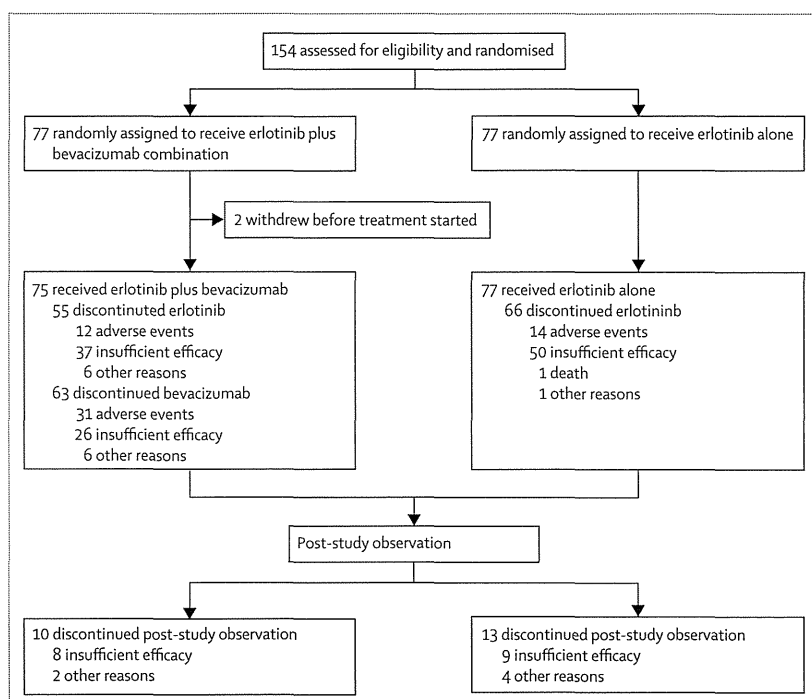 154 assessed for eligibility and randomised
77 randomly assigned to receive erlotinib plus
bevacizumab combination
77 randomly assigned to receive erlotinib alone
2 withdrew before treatment started
75 received erlotinib plus bevacizumab
55 discontinuted erlotinib
12 adverse events
37 insufficient efficacy
6 other reasons
63 discontinued bevacizumab
31 adverse events
26 insufficient efficacy
6 other reasons
77 received erlotinib alone
66 discontinued erlotininb
14 adverse events
50 insufficient efficacy
1 death
1 other reasons
Post-study observation
10 discontinued post-study observation
8 insufficient efficacy
2 other reasons
13 discontinued post-study observation
9 insufficient efficacy
4 other reasons